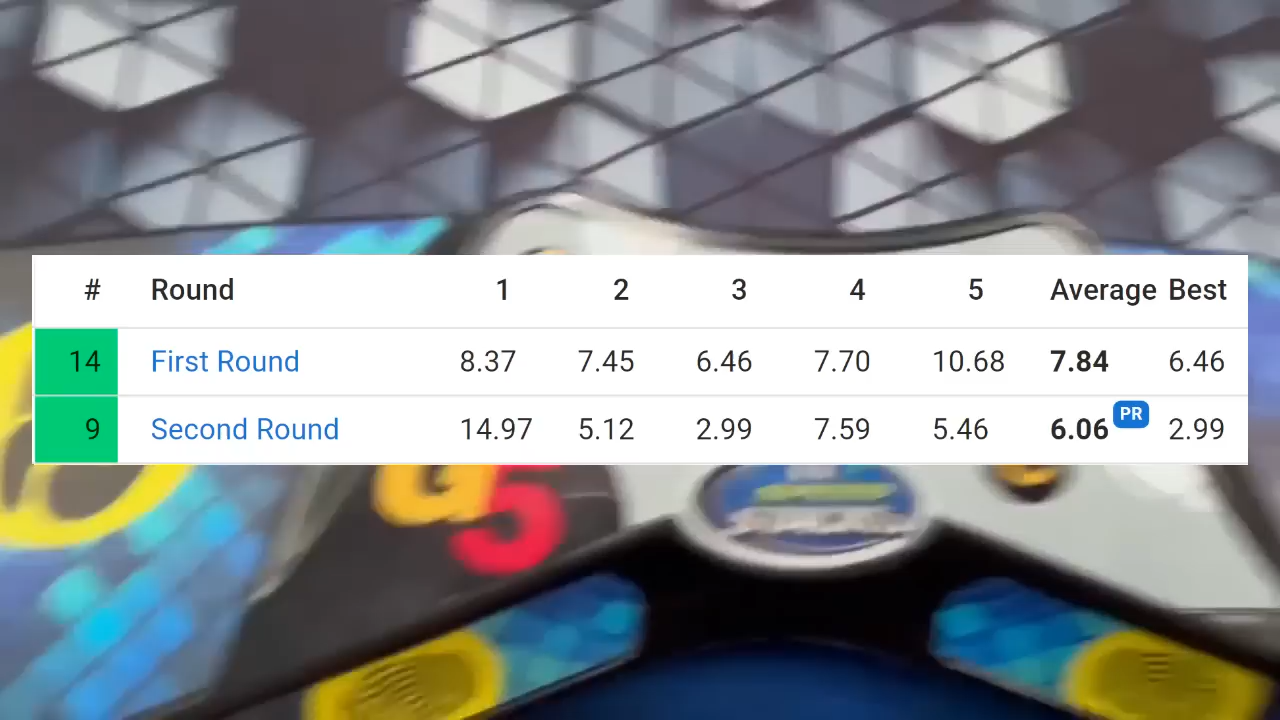 # Round 1 2 3 4 5 Average Best
14 First Round 8.37 7.45 6.46 7.70 10.68 7.84 6.46
9 Second Round 14.97 5.12 2.99 7.59 5.46 6.06 PR 2.99
G5